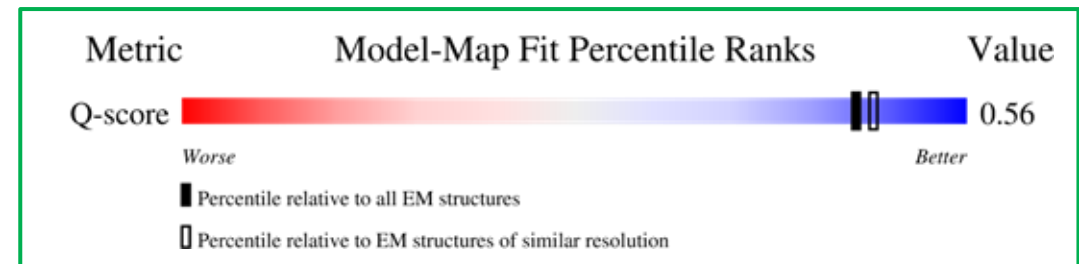 Metric Model-Map Fit Percentile Ranks Value
Q-score 0.56
Worse Better
Percentile relative to all EM structures
Percentile relative to EM structures of similar resolution